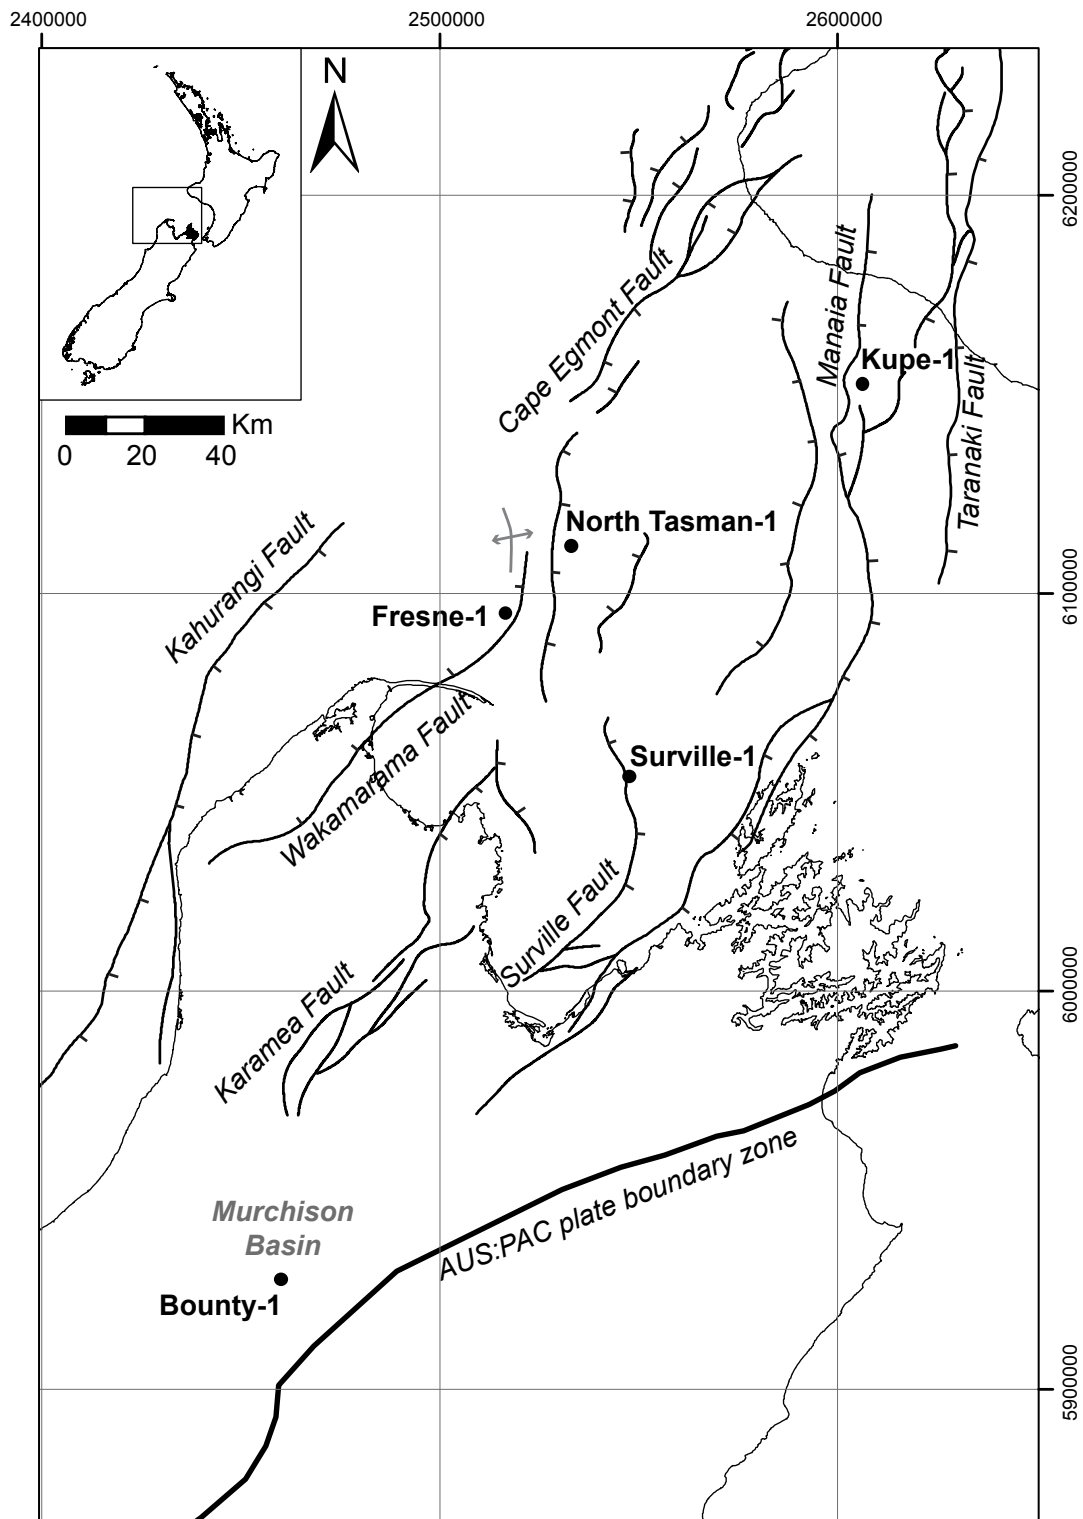 2400000
2500000
2600000
N
6200000
Manaia Fault
Cape Egmont Fault
Kupe-1
Taranaki Fault
Km
0
20
40
North Tasman-1
Kahurangi Fault
6100000
Fresne-1
Wakamarama Fault
Surville-1
Surville Fault
Karamea Fault
6000000
AUS:PAC plate boundary zone
Murchison
Basin
Bounty-1
5900000